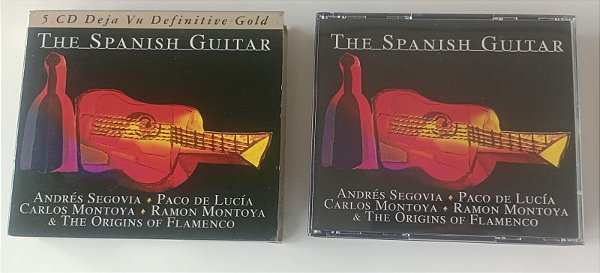 5 CD Deja Vu Definitive Gold
THE SPANISH GUITAR
ANDRÉS SEGOVIA ♦ PACO DE LUCÍA
CARLOS MONTOYA ♦ RAMON MONTOYA
& THE ORIGINS OF FLAMENCO
THE SPANISH GUITAR
ANDRÉS SEGOVIA ♦ PACO DE LUCÍA
CARLOS MONTOYA ♦ RAMON MONTOYA
& THE ORIGINS OF FLAMENCO